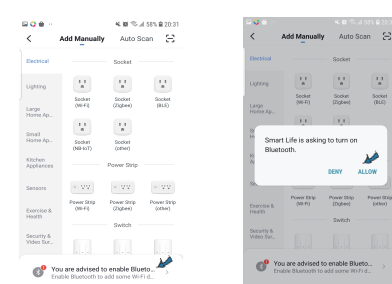 58% 20:31
Add Manually Auto Scan
Electrical
Socket
Lighting
Socket
(Wi-Fi)
Socket
(Zigbee)
Socket
(BLE)
Large
Home Ap...
Small
Home Ap...
Socket
(NB-IoT)
Socket
(other)
Kitchen
Appliances
Power Strip
Sensors
Power Strip
(Wi-Fi)
Power Strip
(Zigbee)
Power Strip
(other)
Exercise &
Health
Switch
Security &
Video Sur...
You are advised to enable Blueto...
Enable Bluetooth to add some Wi-Fi d...
58% 20:31
Add Manually Auto Scan
Electrical
Socket
Lighting
Socket
(Wi-Fi)
Socket
(Zigbee)
Socket
(BLE)
Large
Home Ap...
Smart Life is asking to turn on
Bluetooth.
DENY ALLOW
Power Strip
(Wi-Fi)
Power Strip
(Zigbee)
Power Strip
(other)
Exercise &
Health
Switch
Security &
Video Sur...
You are advised to enable Blueto...
Enable Bluetooth to add some Wi-Fi d...